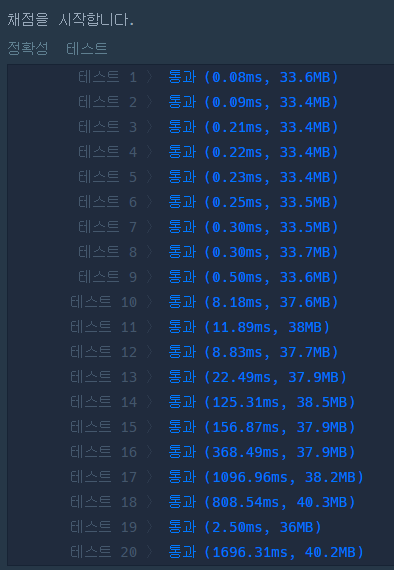 채점을 시작합니다.
정확성 테스트
테스트 1 〉 통과 (0.08ms, 33.6MB)
테스트 2 〉 통과 (0.09ms, 33.4MB)
테스트 3 〉 통과 (0.21ms, 33.4MB)
테스트 4 〉 통과 (0.22ms, 33.4MB)
테스트 5 〉 통과 (0.23ms, 33.4MB)
테스트 6 〉 통과 (0.25ms, 33.5MB)
테스트 7 〉 통과 (0.30ms, 33.5MB)
테스트 8 〉 통과 (0.30ms, 33.7MB)
테스트 9 〉 통과 (0.50ms, 33.6MB)
테스트 10 〉 통과 (8.18ms, 37.6MB)
테스트 11 〉 통과 (11.89ms, 38MB)
테스트 12 〉 통과 (8.83ms, 37.7MB)
테스트 13 〉 통과 (22.49ms, 37.9MB)
테스트 14 〉 통과 (125.31ms, 38.5MB)
테스트 15 〉 통과 (156.87ms, 37.9MB)
테스트 16 〉 통과 (368.49ms, 37.9MB)
테스트 17 〉 통과 (1096.96ms, 38.2MB)
테스트 18 〉 통과 (808.54ms, 40.3MB)
테스트 19 〉 통과 (2.50ms, 36MB)
테스트 20 〉 통과 (1696.31ms, 40.2MB)